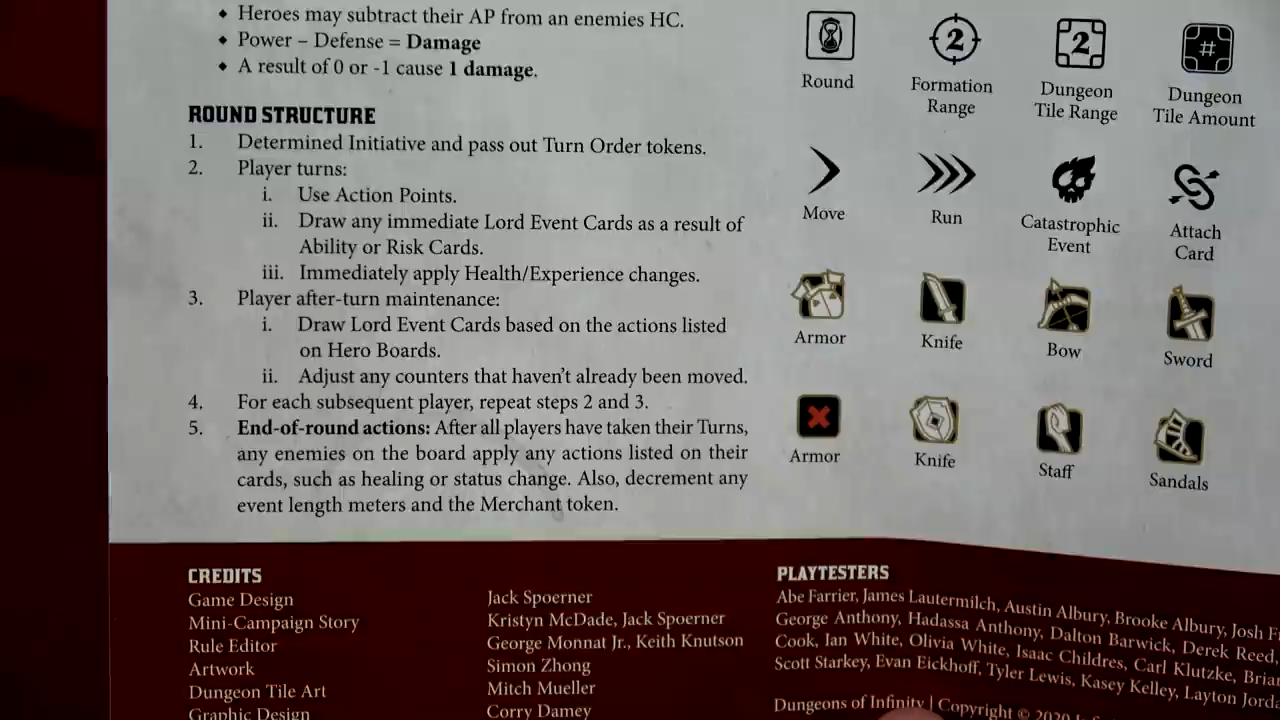 ◆ Heroes may subtract their AP from an enemies HC.
◆ Power – Defense = Damage
◆ A result of 0 or -1 cause 1 damage.
ROUND STRUCTURE
1. Determined Initiative and pass out Turn Order tokens.
2. Player turns:
i. Use Action Points.
ii. Draw any immediate Lord Event Cards as a result of
Ability or Risk Cards.
iii. Immediately apply Health/Experience changes.
3. Player after-turn maintenance:
i. Draw Lord Event Cards based on the actions listed
on Hero Boards.
ii. Adjust any counters that haven't already been moved.
4. For each subsequent player, repeat steps 2 and 3.
5. End-of-round actions: After all players have taken their Turns,
any enemies on the board apply any actions listed on their
cards, such as healing or status change. Also, decrement any
event length meters and the Merchant token.
2
2
#
Round
Formation
Range
Dungeon
Tile Range
Dungeon
Tile Amount
Move
Run
Catastrophic
Event
Attach
Card
Armor
Knife
Bow
Sword
Armor
Knife
Staff
Sandals
CREDITS
Game Design Jack Spoerner
Mini-Campaign Story Kristyn McDade, Jack Spoerner
Rule Editor George Monnat Jr., Keith Knutson
Artwork Simon Zhong
Dungeon Tile Art Mitch Mueller
Graphic Design Corry Damey
PLAYTESTERS
Abe Farrier, James Lautermilch, Austin Albury, Brooke Albury, Josh
George Anthony, Hadassa Anthony, Dalton Barwick, Derek Reed,
Cook, Ian White, Olivia White, Isaac Childres, Carl Klutzke,
Scott Starkey, Evan Eickhoff, Tyler Lewis, Kasey Kelley, Layton
Dungeons of Infinity | Copyright © 2020